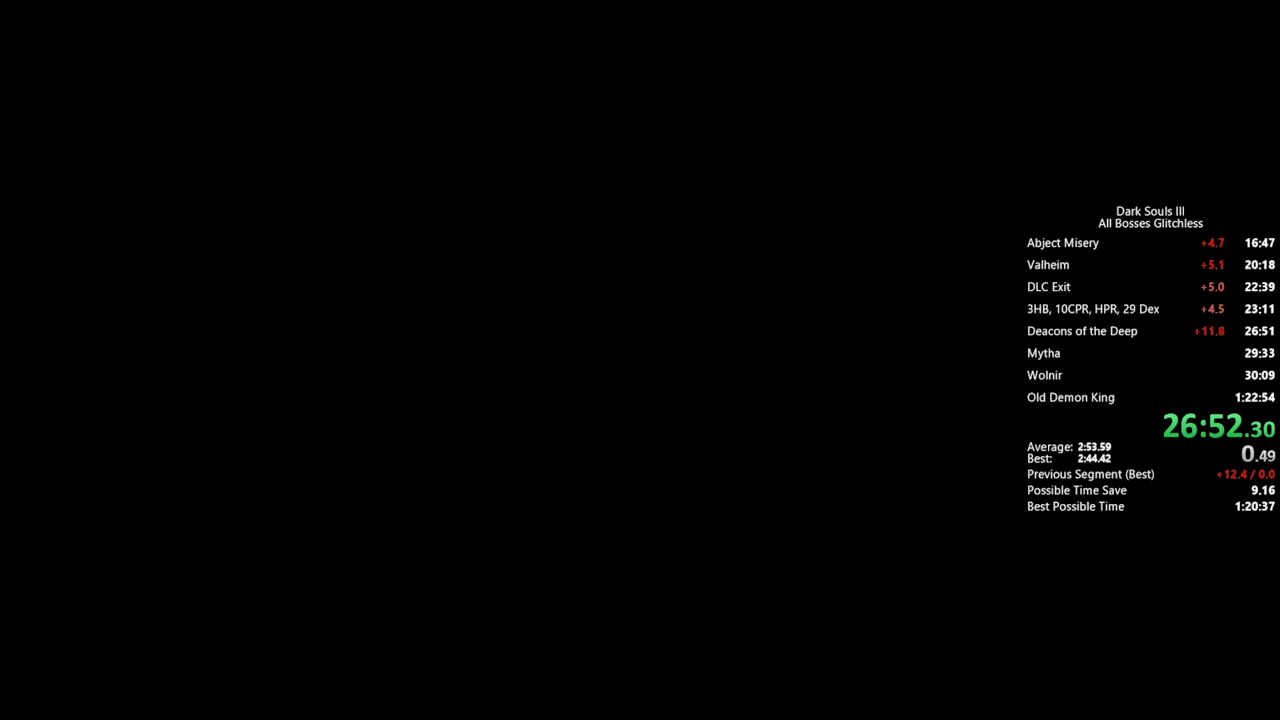 Dark Souls III
All Bosses Glitchless
Abject Misery +4.7 16:47
Valheim +5.1 20:18
DLC Exit +5.0 22:39
3HB, 10CPR, HPR, 29 Dex +4.5 23:11
Deacons of the Deep +11.8 26:51
Mytha 29:33
Wolnir 30:09
Old Demon King 1:22:54
26:52.30
Average: 2:53.59
Best: 2:44.42
0.49
Previous Segment (Best) +12.4 / 0.0
Possible Time Save 9.16
Best Possible Time 1:20:37